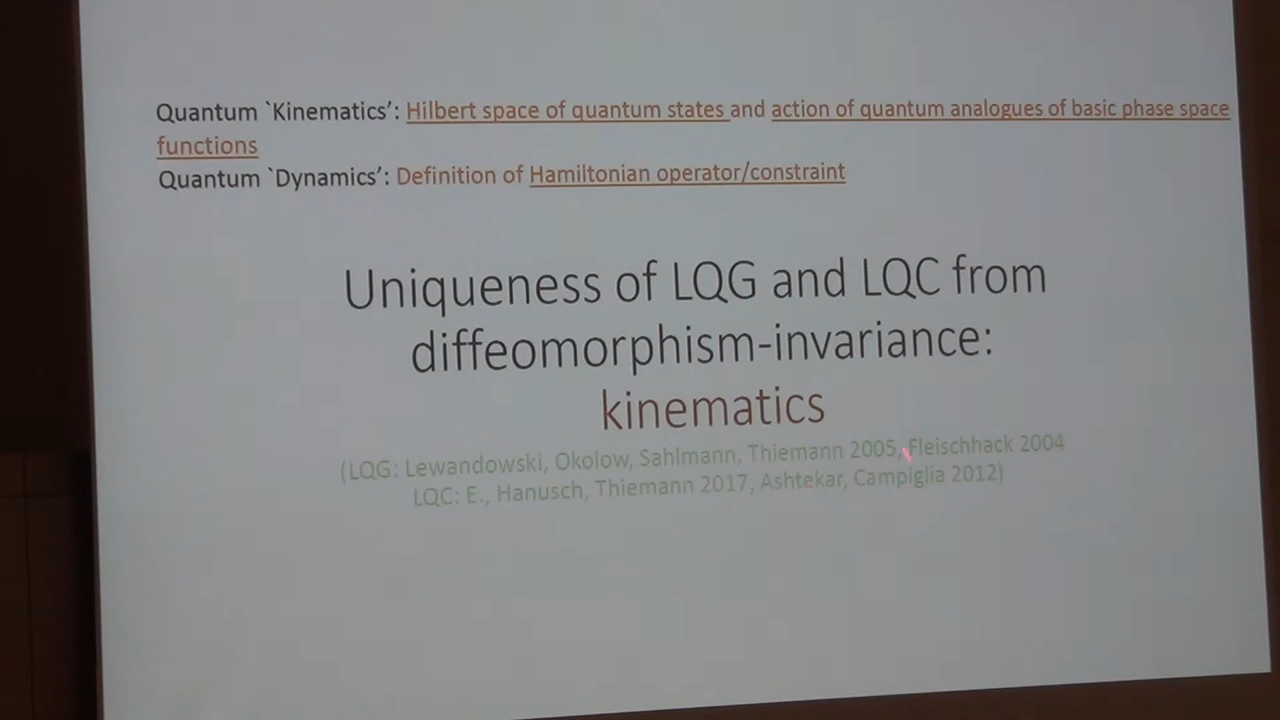 Quantum `Kinematics’: Hilbert space of quantum states and action of quantum analogues of basic phase space
functions
Quantum `Dynamics’: Definition of Hamiltonian operator/constraint
Uniqueness of LQG and LQC from
diffeomorphism-invariance:
kinematics
(LQG: Lewandowski, Okolow, Sahlmann, Thiemann 2005, Fleischhack 2004
LQC: E., Hanusch, Thiemann 2017, Ashtekar, Campiglia 2012)